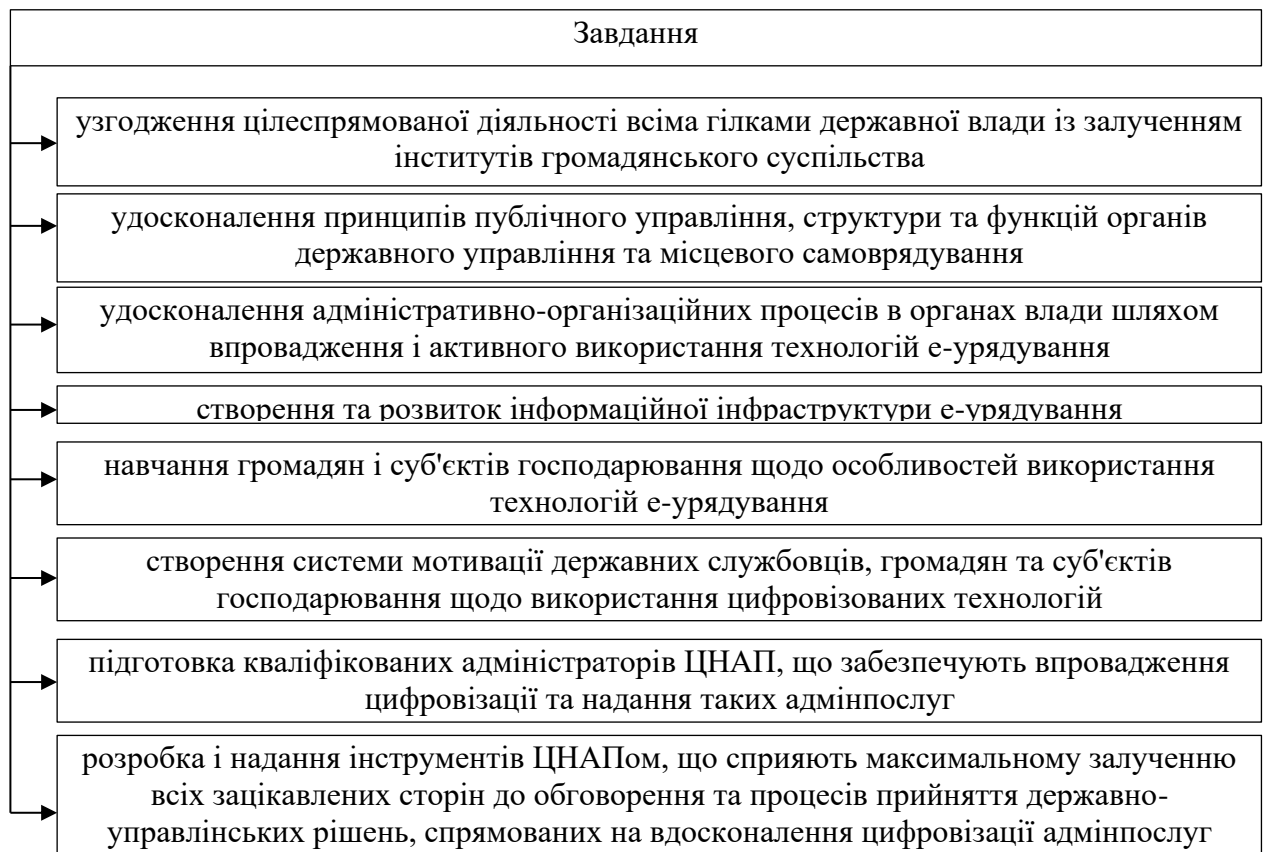 Завдання
узгодження цілеспрямованої діяльності всіма гілками державної влади із залученням
інститутів громадянського суспільства
удосконалення принципів публічного управління, структури та функцій органів
державного управління та місцевого самоврядування
удосконалення адміністративно-організаційних процесів в органах влади шляхом
впровадження і активного використання технологій е-урядування
створення та розвиток інформаційної інфраструктури е-урядування
навчання громадян і суб'єктів господарювання щодо особливостей використання
технологій е-урядування
створення системи мотивації державних службовців, громадян та суб'єктів
господарювання щодо використання цифровізованих технологій
підготовка кваліфікованих адміністраторів ЦНАП, що забезпечують впровадження
цифровізації та надання таких адмінпослуг
розробка і надання інструментів ЦНАПом, що сприяють максимальному залученню
всіх зацікавлених сторін до обговорення та процесів прийняття державно-
управлінських рішень, спрямованих на вдосконалення цифровізації адмінпослуг